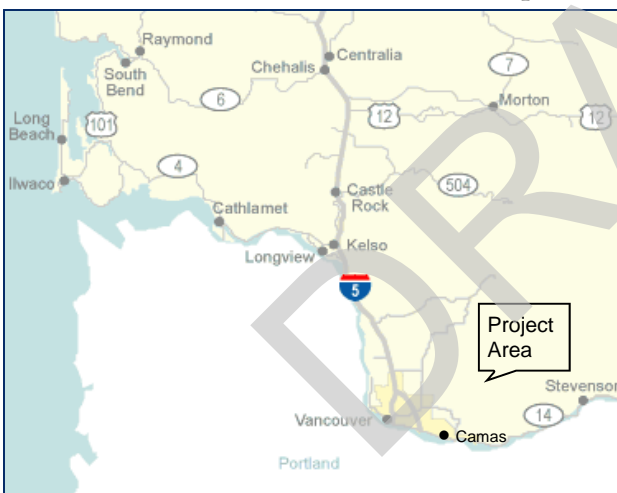 Raymond
Centralia
South
Bend
Chehalis
7
6
Morton
12
12
Long
Beach
101
4
Ilwaco
Castle
Rock
504
Cathlamet
Kelso
Longview
5
Project
Area
Stevenson
14
Vancouver
Camas
Portland
DRA